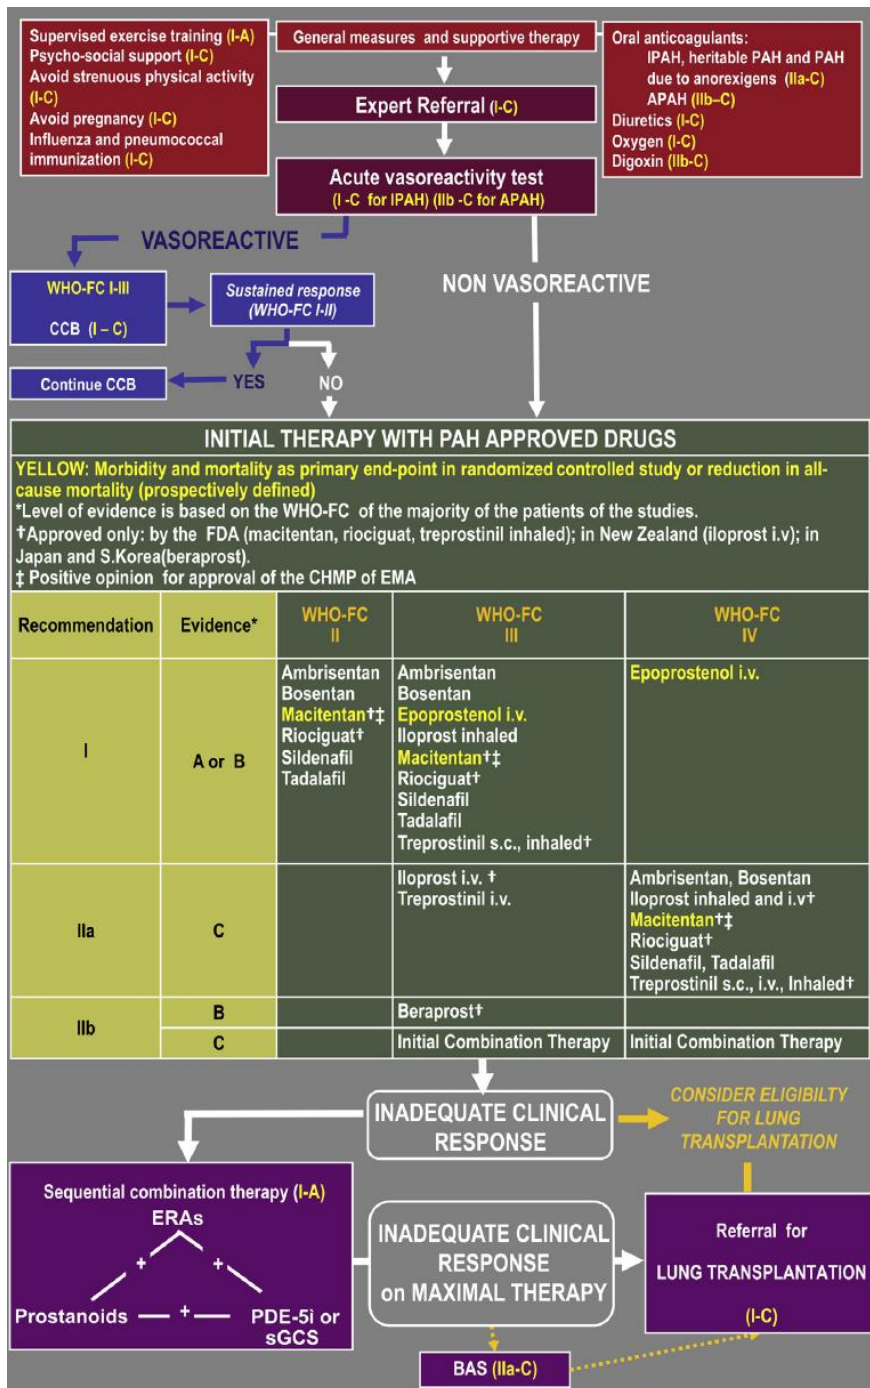 Supervised exercise training (I-A)
Psycho-social support (I-C)
Avoid strenuous physical activity
(I-C)
Avoid pregnancy (I-C)
Influenza and pneumococcal
immunization (I-C)
General measures and supportive therapy
Oral anticoagulants:
IPAH, heritable PAH and PAH
due to anorexigens (IIa-C)
APAH (IIb–C)
Diuretics (I-C)
Oxygen (I-C)
Digoxin (IIb-C)
Expert Referral (I-C)
Acute vasoreactivity test
(I -C for IPAH) (IIb -C for APAH)
VASOREACTIVE
NON VASOREACTIVE
WHO-FC I-III
CCB (I – C)
Sustained response
(WHO-FC I-II)
Continue CCB
YES
NO
INITIAL THERAPY WITH PAH APPROVED DRUGS
YELLOW: Morbidity and mortality as primary end-point in randomized controlled study or reduction in all-
cause mortality (prospectively defined)
*Level of evidence is based on the WHO-FC of the majority of the patients of the studies.
†Approved only: by the FDA (macitentan, riociguat, treprostinil inhaled); in New Zealand (iloprost i.v); in
Japan and S.Korea(beraprost).
‡ Positive opinion for approval of the CHMP of EMA
Recommendation
Evidence*
WHO-FC
II
WHO-FC
III
WHO-FC
IV
I
A or B
Ambrisentan
Bosentan
Macitentan†‡
Riociguat†
Sildenafil
Tadalafil
Ambrisentan
Bosentan
Epoprostenol i.v.
Iloprost inhaled
Macitentan†‡
Riociguat†
Sildenafil
Tadalafil
Treprostinil s.c., inhaled†
Epoprostenol i.v.
IIa
C
Iloprost i.v. †
Treprostinil i.v.
Ambrisentan, Bosentan
Iloprost inhaled and i.v†
Macitentan†‡
Riociguat†
Sildenafil, Tadalafil
Treprostinil s.c., i.v., Inhaled†
IIb
B
Beraprost†
C
Initial Combination Therapy
Initial Combination Therapy
INADEQUATE CLINICAL
RESPONSE
CONSIDER ELIGIBILTY
FOR LUNG
TRANSPLANTATION
Sequential combination therapy (I-A)
ERAs
+ +
Prostanoids + PDE-5ì or
sGCS
INADEQUATE CLINICAL
RESPONSE
on MAXIMAL THERAPY
Referral for
LUNG TRANSPLANTATION
(I-C)
BAS (IIa-C)